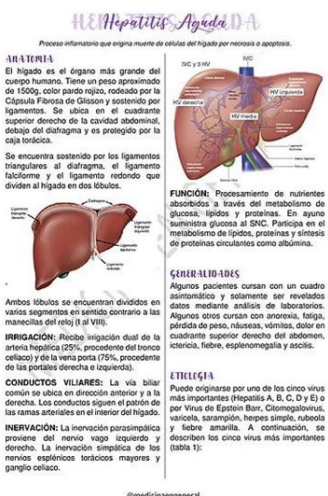 Hepatitis Aguda
Proceso inflamatorio que origina muerte de células del hígado por necrosis o apoptosis.
ANATOMIA
El hígado es el órgano más grande del
cuerpo humano. Tiene un peso aproximado
de 1500g, color pardo rojizo, rodeado por la
Cápsula Fibrosa de Glisson y sostenido por
ligamentos. Se ubica en el cuadrante
superior derecho de la cavidad abdominal,
debajo del diafragma y es protegido por la
caja torácica.
Se encuentra sostenido por los ligamentos
triangulares al diafragma, el ligamento
falciforme y el ligamento redondo que
dividen al hígado en dos lóbulos.
Diafragma
Ligamento
triangular
derecho
Ligamento
triangular
izquierdo
Ligamento
falciforme
Ligamento
redondo
Ambos lóbulos se encuentran divididos en
varios segmentos en sentido contrario a las
manecillas del reloj (I al VIII).
IRRIGACIÓN: Recibe irrigación dual de la
arteria hepática (25%, procedente del tronco
celiaco) y de la vena porta (75%, procedente
de las portales derecha e izquierda).
CONDUCTOS VILIARES: La vía biliar
común se ubica en dirección anterior y a la
derecha. Los conductos siguen el patrón de
las ramas arteriales en el interior del hígado.
INERVACIÓN: La inervación parasimpática
proviene del nervio vago izquierdo y
derecho. La inervación simpática de los
nervios esplénicos torácicos mayores y
ganglio celiaco.
IVC y 3 HV
IVC
HV derecha
HV izquierda
HV media
FUNCIÓN: Procesamiento de nutrientes
absorbidos a través del metabolismo de
glucosa, lípidos y proteínas. En ayuno
suministra glucosa al SNC. Participa en el
metabolismo de lípidos, proteínas y síntesis
de proteínas circulantes como albúmina.
GENERALIDADES
Algunos pacientes cursan con un cuadro
asintomático y solamente ser revelados
datos mediante análisis de laboratorios.
Algunos otros cursan con anorexia, fatiga,
pérdida de peso, náuseas, vómitos, dolor en
cuadrante superior derecho del abdomen,
ictericia, fiebre, esplenomegalia y ascitis.
ETIOLOGIA
Puede originarse por uno de los cinco virus
más importantes (Hepatitis A, B, C, D y E) o
por Virus de Epstein Barr, Citomegalovirus,
varicela, sarampión, herpes simple, rubeola
y fiebre amarilla. A continuación, se
describen los cinco virus más importantes
(tabla 1):
@medicinaengeneral